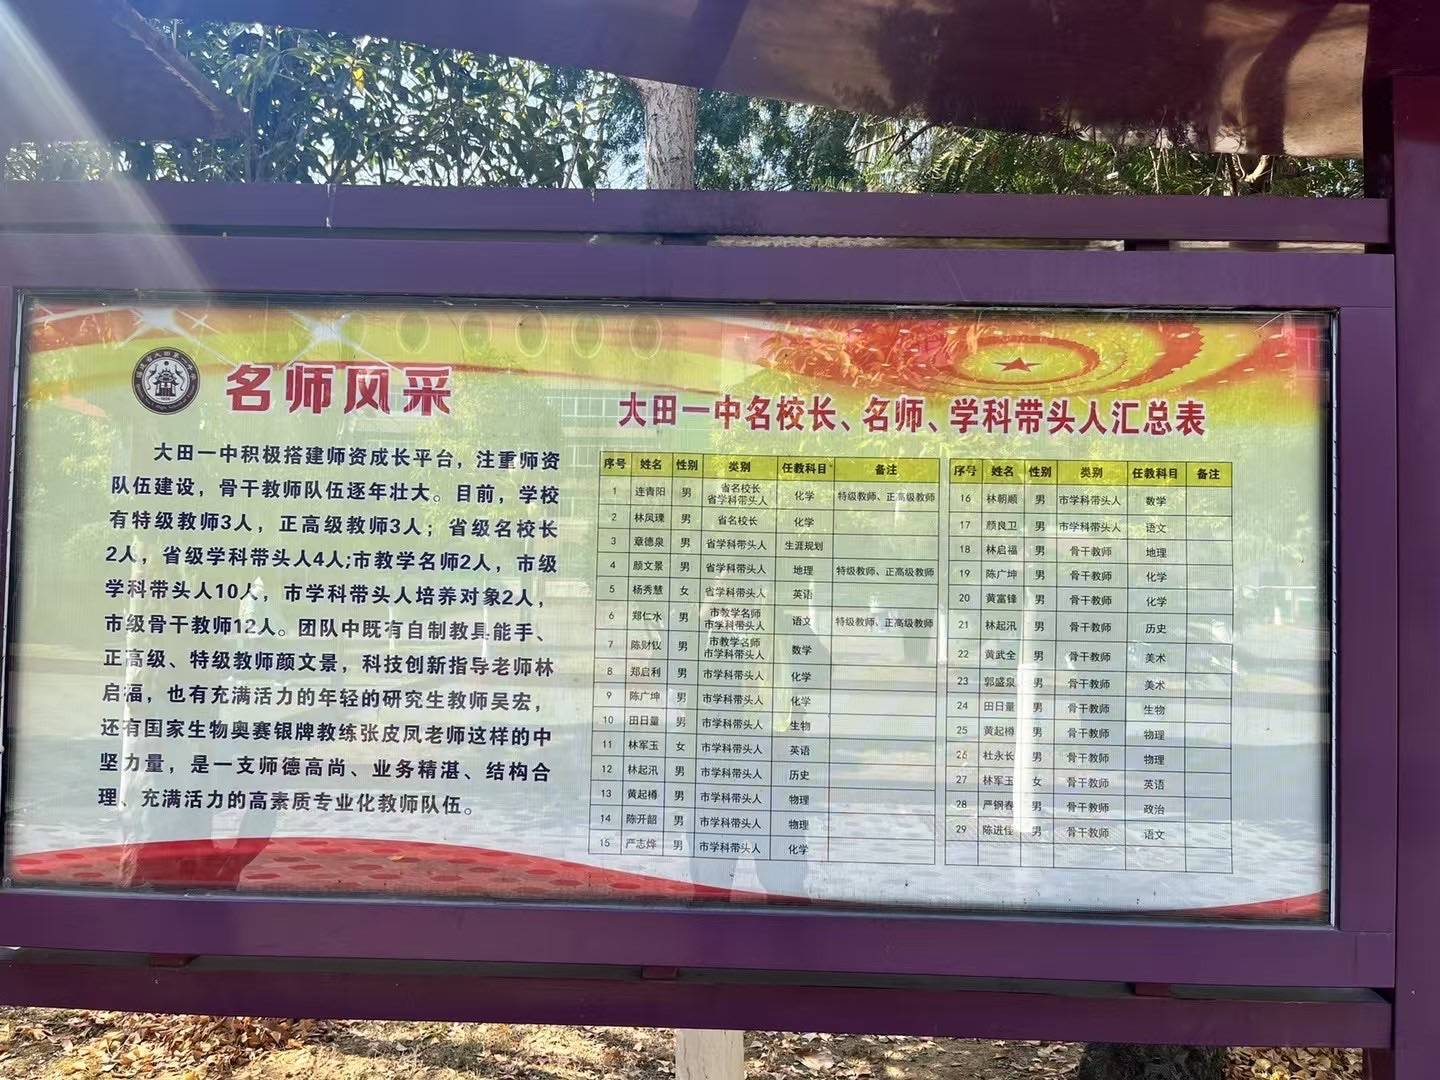 名师风采
大田一中积极搭建师资成长平台，注重师资
队伍建设，骨干教师队伍逐年壮大。目前，学校
有特级教师3人，正高级教师3人；省级名校长
2人，省级学科带头人4人;市教学名师2人，市级
学科带头人10人，市学科带头人培养对象2人，
市级骨干教师12人。团队中既有自制教具能手、
正高级、特级教师颜文景，科技创新指导老师林
启福，也有充满活力的年轻的研究生教师吴宏，
还有国家生物奥赛银牌教练张皮凤老师这样的中
坚力量，是一支师德高尚、业务精湛、结构合
理、充满活力的高素质专业化教师队伍。
大田一中名校长、名师、学科带头人汇总表
序号 姓名 性别 类别 任教科目 备注
1 连青阳 男 省名校长 省学科带头人 化学 特级教师、正高级教师
2 林凤瑮 男 省名校长 化学
3 章德泉 男 省学科带头人 生涯规划
4 颜文景 男 省学科带头人 地理 特级教师、正高级教师
5 杨秀慧 女 省学科带头人 英语
6 郑仁水 男 市教学名师 市学科带头人 语文 特级教师、正高级教师
7 陈财钗 男 市教学名师 市学科带头人 数学
8 郑启利 男 市学科带头人 化学
9 陈广坤 男 市学科带头人 化学
10 田日量 男 市学科带头人 生物
11 林军玉 女 市学科带头人 英语
12 林起汛 男 市学科带头人 历史
13 黄起樽 男 市学科带头人 物理
14 陈开韶 男 市学科带头人 物理
15 严志烨 男 市学科带头人 化学
序号 姓名 性别 类别 任教科目 备注
16 林朝顺 男 市学科带头人 数学
17 颜良卫 男 市学科带头人 语文
18 林启福 男 骨干教师 地理
19 陈广坤 男 骨干教师 化学
20 黄富锋 男 骨干教师 化学
21 林起汛 男 骨干教师 历史
22 黄武全 男 骨干教师 美术
23 郭盛泉 男 骨干教师 美术
24 田日量 男 骨干教师 生物
25 黄起樽 男 骨干教师 物理
26 杜永长 男 骨干教师 物理
27 林军玉 女 骨干教师 英语
28 严钢春 男 骨干教师 政治
29 陈进佳 男 骨干教师 语文